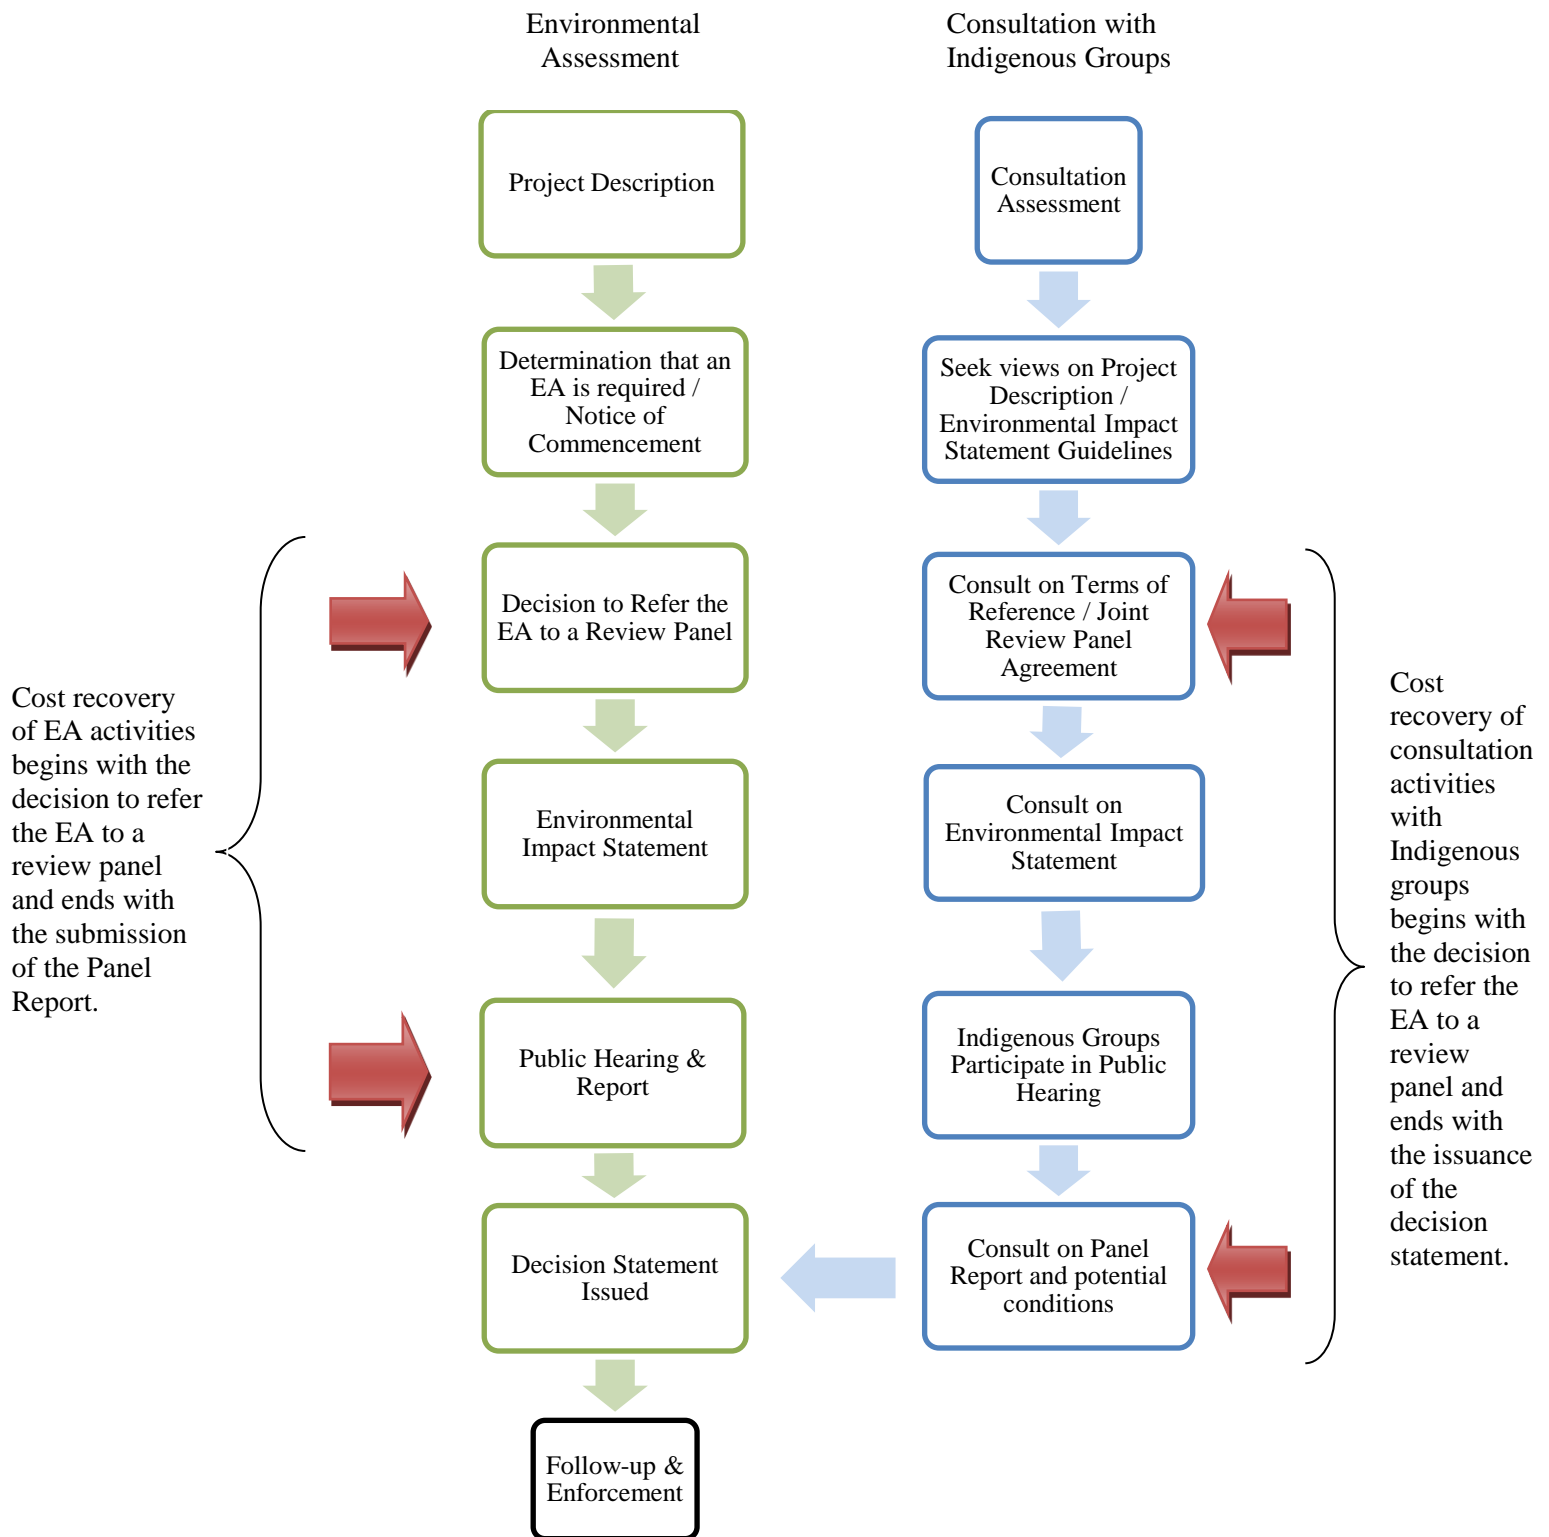 Environmental
Assessment
Consultation with
Indigenous Groups
Project Description
Consultation
Assessment
Determination that an
EA is required /
Notice of
Commencement
Seek views on Project
Description /
Environmental Impact
Statement Guidelines
Decision to Refer the
EA to a Review Panel
Consult on Terms of
Reference / Joint
Review Panel
Agreement
Cost recovery
of EA activities
begins with the
decision to refer
the EA to a
review panel
and ends with
the submission
of the Panel
Report.
Environmental
Impact Statement
Consult on
Environmental Impact
Statement
Cost
recovery of
consultation
activities
with
Indigenous
groups
begins with
the decision
to refer the
EA to a
review
panel and
ends with
the issuance
of the
decision
statement.
Public Hearing &
Report
Indigenous Groups
Participate in Public
Hearing
Decision Statement
Issued
Consult on Panel
Report and potential
conditions
Follow-up &
Enforcement